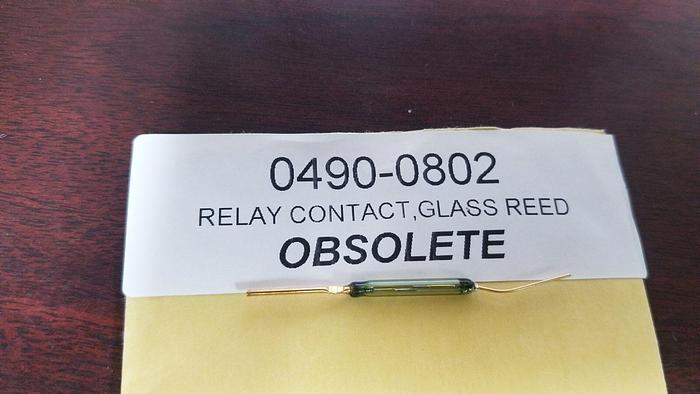 0490-0802
RELAY CONTACT,GLASS REED
OBSOLETE